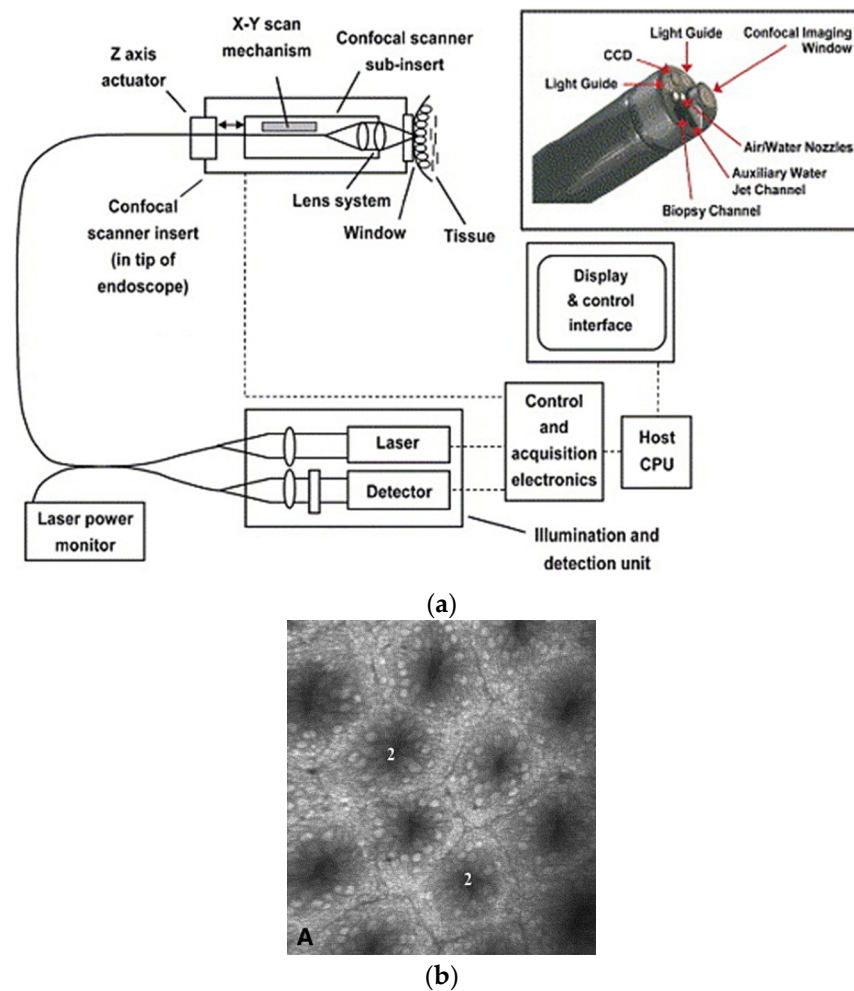 X-Y scan
mechanism
Confocal scanner
sub-insert
Z axis
actuator
Lens system
Window
Tissue
Confocal
scanner insert
(in tip of
endoscope)
Light Guide
CCD
Light Guide
Confocal Imaging
Window
Air/Water Nozzles
Auxiliary Water
Jet Channel
Biopsy Channel
Display
& control
interface
Control
and
acquisition
electronics
Host
CPU
Laser
Detector
Laser power
monitor
Illumination and
detection unit
(a)
2
2
A
(b)